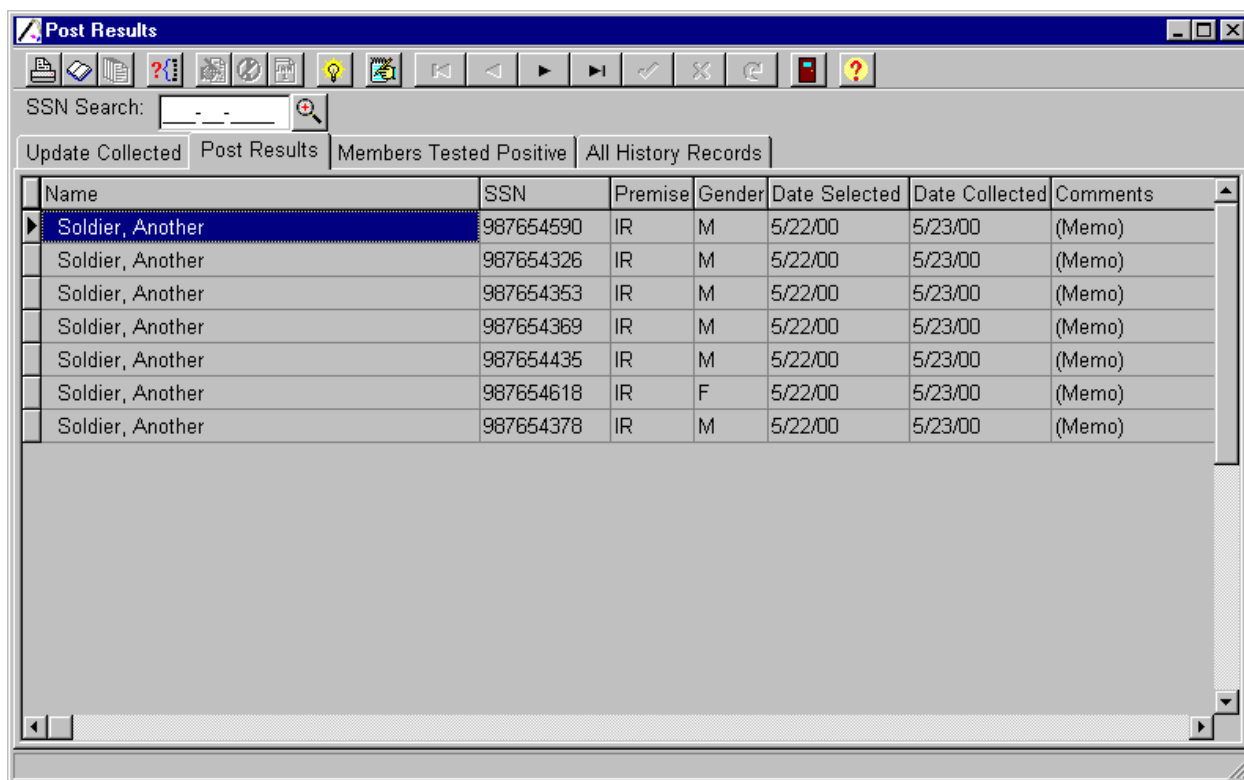 Post Results
SSN Search: __-__-____
Update Collected Post Results Members Tested Positive All History Records
Name SSN Premise Gender Date Selected Date Collected Comments
Soldier, Another 987654590 IR M 5/22/00 5/23/00 (Memo)
Soldier, Another 987654326 IR M 5/22/00 5/23/00 (Memo)
Soldier, Another 987654353 IR M 5/22/00 5/23/00 (Memo)
Soldier, Another 987654369 IR M 5/22/00 5/23/00 (Memo)
Soldier, Another 987654435 IR M 5/22/00 5/23/00 (Memo)
Soldier, Another 987654618 IR F 5/22/00 5/23/00 (Memo)
Soldier, Another 987654378 IR M 5/22/00 5/23/00 (Memo)